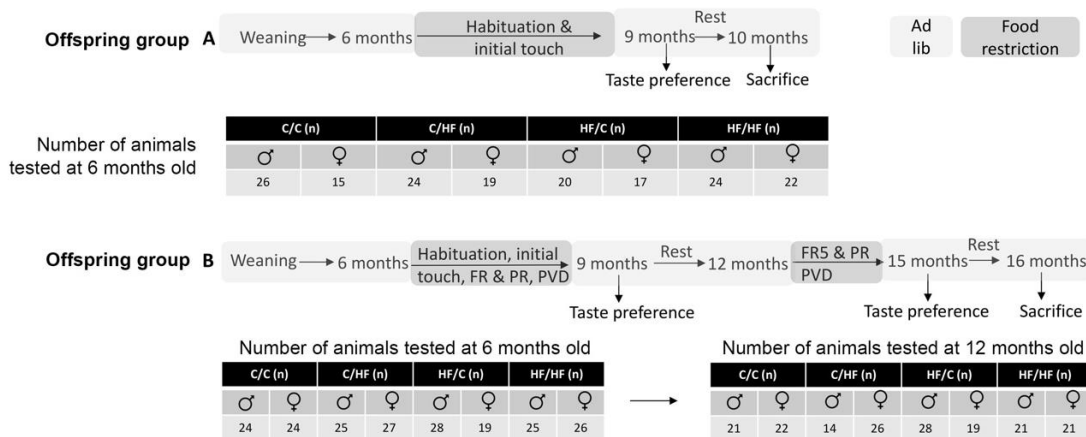 Offspring group A
Weaning → 6 months
Habituation &
initial touch
Rest
9 months → 10 months
Taste preference
Sacrifice
Ad
lib
Food
restriction
Number of animals
tested at 6 months old
C/C (n) C/HF (n) HF/C (n) HF/HF (n)
♂ ♀ ♂ ♀ ♂ ♀ ♂ ♀
26 15 24 19 20 17 24 22
Offspring group B
Weaning → 6 months
Habituation, initial
touch, FR & PR, PVD
9 months → 12 months
Rest
FR5 & PR
PVD
Rest
15 months → 16 months
Taste preference
Taste preference
Sacrifice
Number of animals tested at 6 months old
C/C (n) C/HF (n) HF/C (n) HF/HF (n)
♂ ♀ ♂ ♀ ♂ ♀ ♂ ♀
24 24 25 27 28 19 25 26
Number of animals tested at 12 months old
C/C (n) C/HF (n) HF/C (n) HF/HF (n)
♂ ♀ ♂ ♀ ♂ ♀ ♂ ♀
21 22 14 26 28 19 21 21